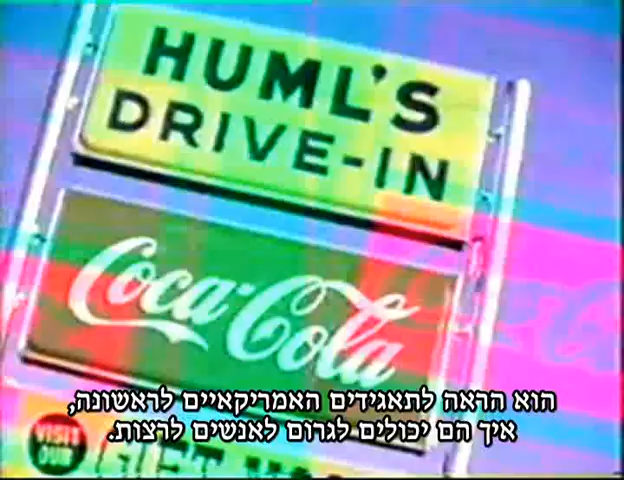 HUML'S
DRIVE-IN
Coca-Cola
הוא הראה לתאגידים האמריקאיים לראשונה,
איך הם יכולים לגרום לאנשים לרצות.
VISIT
OUR